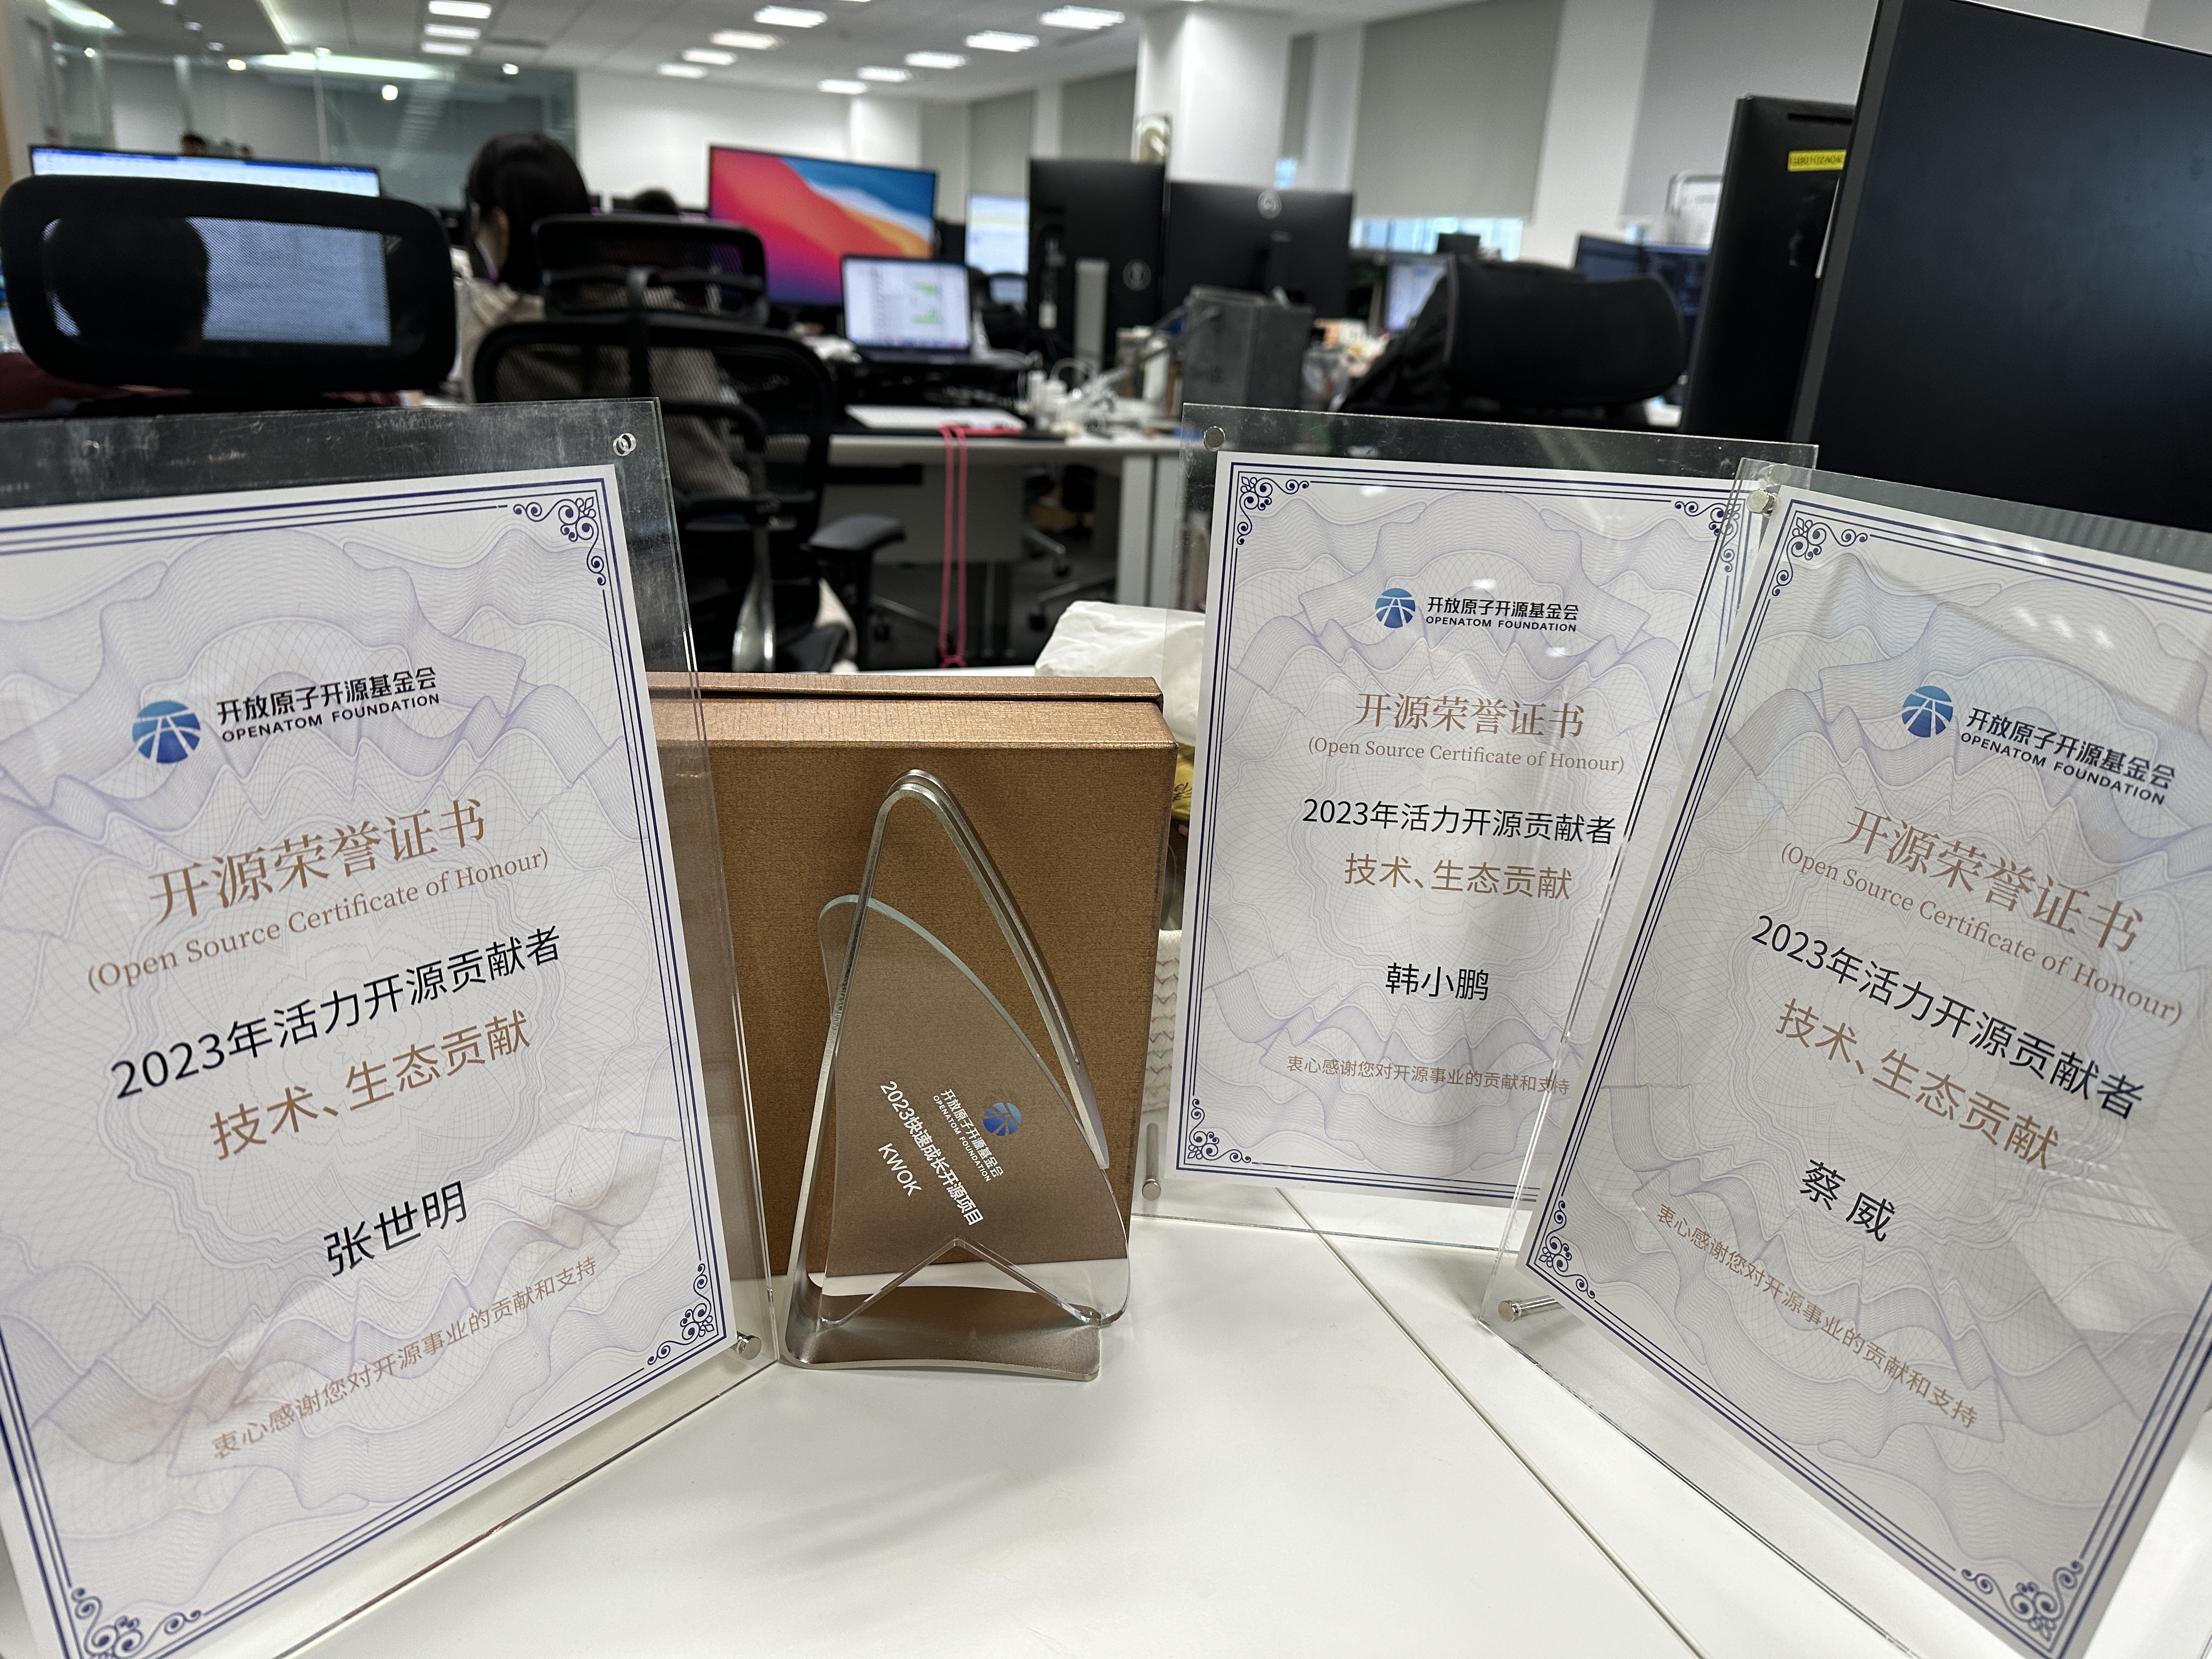 开放原子开源基金会
OPENATOM FOUNDATION
开源荣誉证书
(Open Source Certificate of Honour)
2023年活力开源贡献者
技术、生态贡献
张世明
衷心感谢您对开源事业的贡献和支持
开放原子开源基金会
OPENATOM FOUNDATION
2023快速成长开源项目
KWOK
开放原子开源基金会
OPENATOM FOUNDATION
开源荣誉证书
(Open Source Certificate of Honour)
2023年活力开源贡献者
技术、生态贡献
韩小鹏
衷心感谢您对开源事业的贡献和支持
开放原子开源基金会
OPENATOM FOUNDATION
开源荣誉证书
(Open Source Certificate of Honour)
2023年活力开源贡献者
技术、生态贡献
蔡 威
衷心感谢您对开源事业的贡献和支持